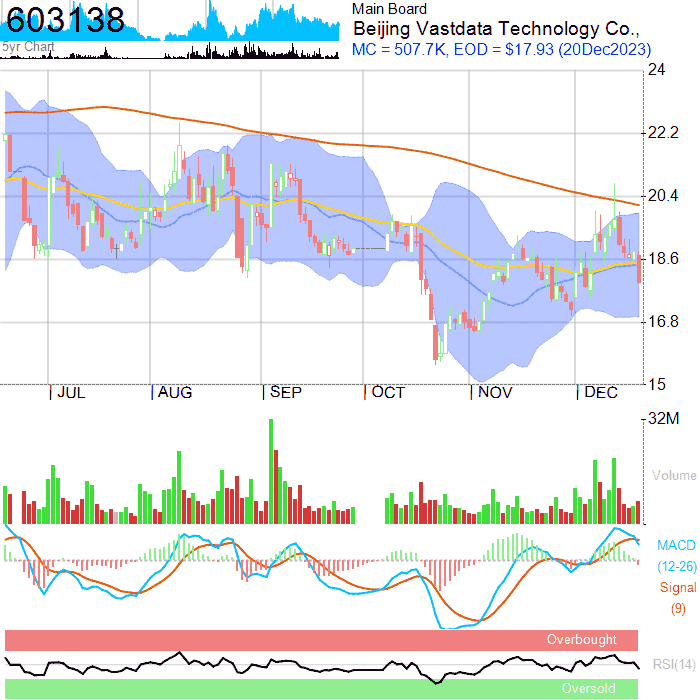 603138
Main Board
Beijing Vastdata Technology Co.,
5yr Chart
MC = 507.7K, EOD = $17.93 (20Dec2023)
24
22.2
20.4
18.6
16.8
15
JUL
AUG
SEP
OCT
NOV
DEC
32M
Volume
MACD
(12-26)
Signal
(9)
Overbought
RSI(14)
Oversold